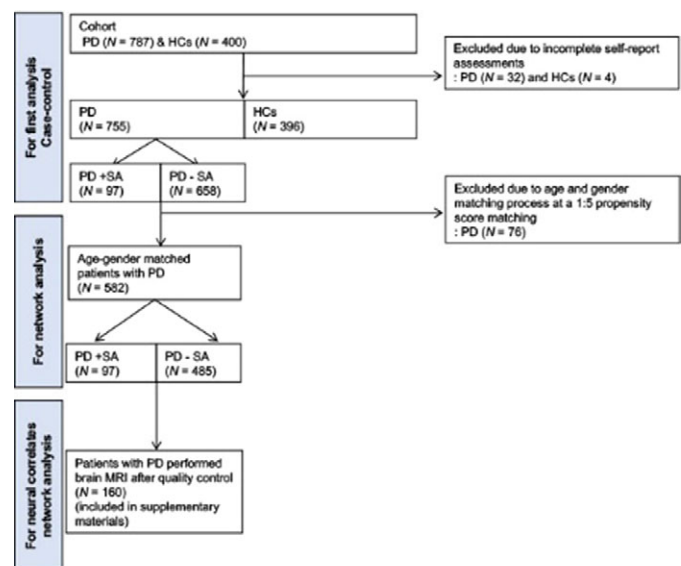 For first analysis
Case-control
Cohort
PD (N = 787) & HCs (N = 400)
Excluded due to incomplete self-report
assessments
: PD (N = 32) and HCs (N = 4)
PD
(N = 755)
HCs
(N = 396)
PD +SA
(N = 97)
PD - SA
(N = 658)
Excluded due to age and gender
matching process at a 1:5 propensity
score matching
: PD (N = 76)
For network analysis
Age-gender matched
patients with PD
(N = 582)
PD +SA
(N = 97)
PD - SA
(N = 485)
For neural correlates
network analysis
Patients with PD performed
brain MRI after quality control
(N = 160)
(included in supplementary
materials)